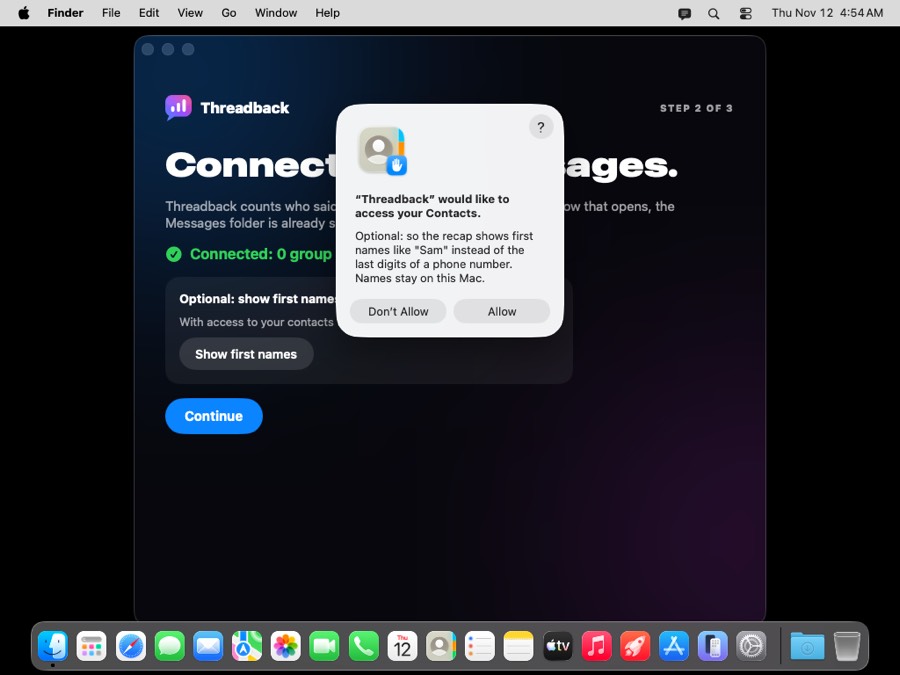 Finder File Edit View Go Window Help Thu Nov 12 4:54 AM
Threadback
STEP 2 OF 3
Connect
sages.
Threadback counts who said
ow that opens, the
Messages folder is already s
Connected: 0 group
Optional: show first names
With access to your contacts
Show first names
Continue
?
“Threadback” would like to
access your Contacts.
Optional: so the recap shows first
names like "Sam" instead of the
last digits of a phone number.
Names stay on this Mac.
Don’t Allow
Allow
Thu
12
tv